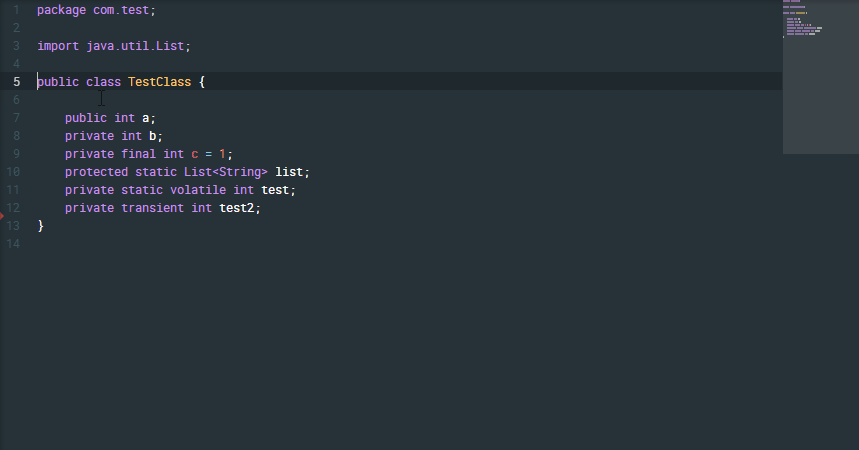 1 package com.test;
2
3 import java.util.List;
4
5 public class TestClass {
6
7 public int a;
8 private int b;
9 private final int c = 1;
10 protected static List<String> list;
11 private static volatile int test;
12 private transient int test2;
13 }
14